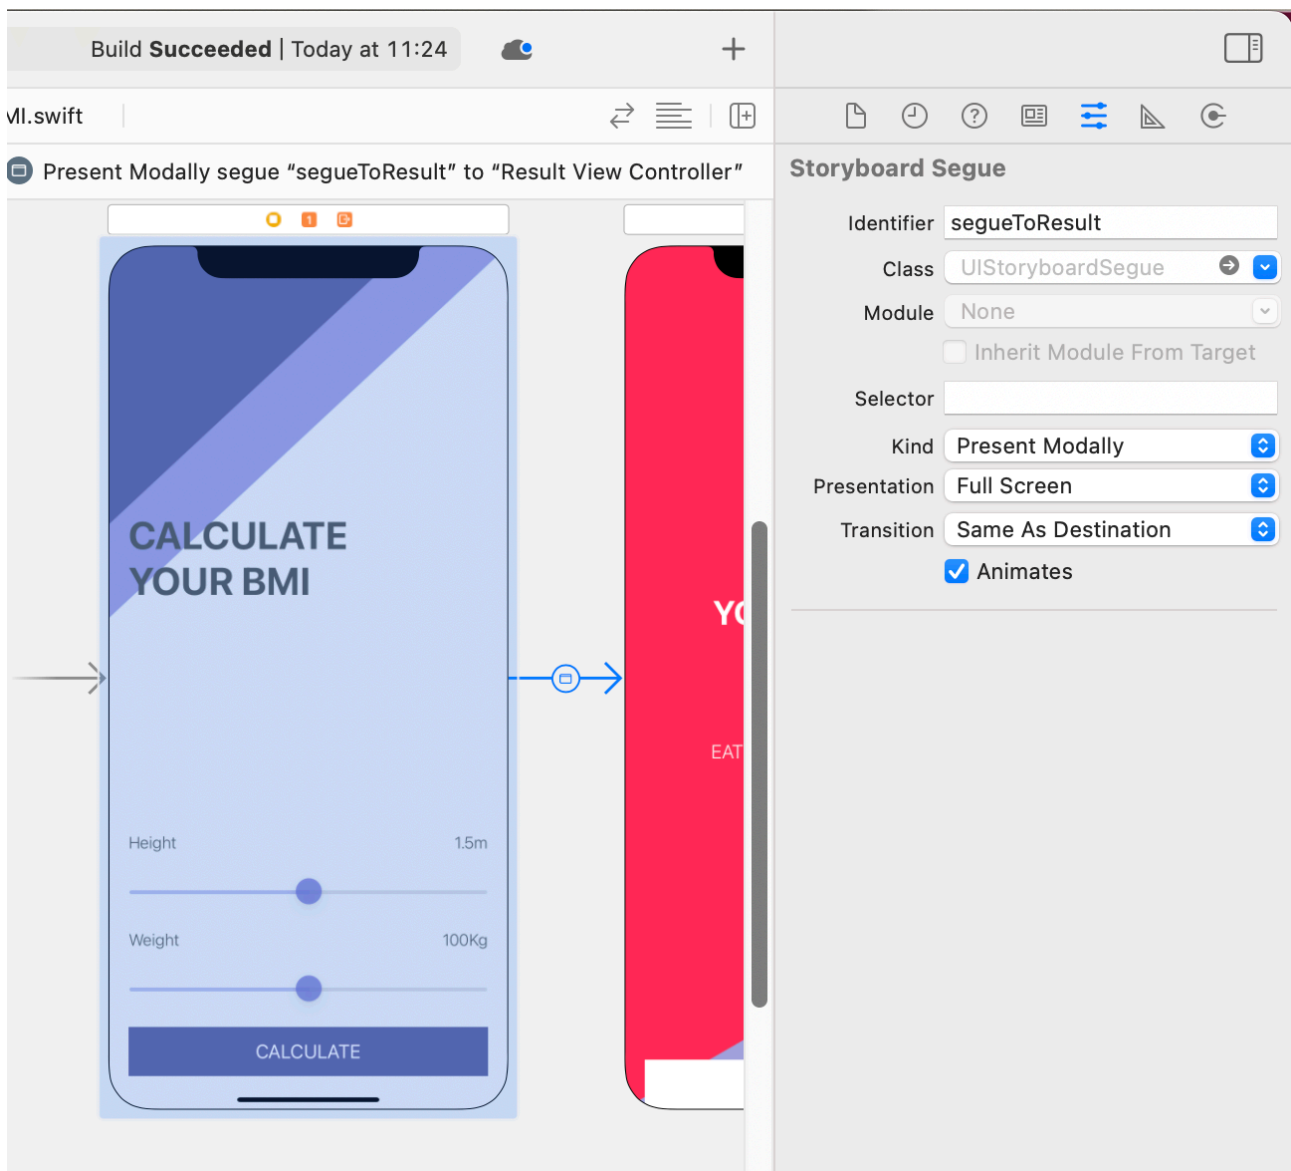 Build Succeeded | Today at 11:24
MI.swift
Present Modally segue “segueToResult” to “Result View Controller”
1
CALCULATE
YOUR BMI
Height 1.5m
Weight 100Kg
CALCULATE
YO
EAT
Storyboard Segue
Identifier segueToResult
Class UIStoryboardSegue
Module None
Inherit Module From Target
Selector
Kind Present Modally
Presentation Full Screen
Transition Same As Destination
Animates